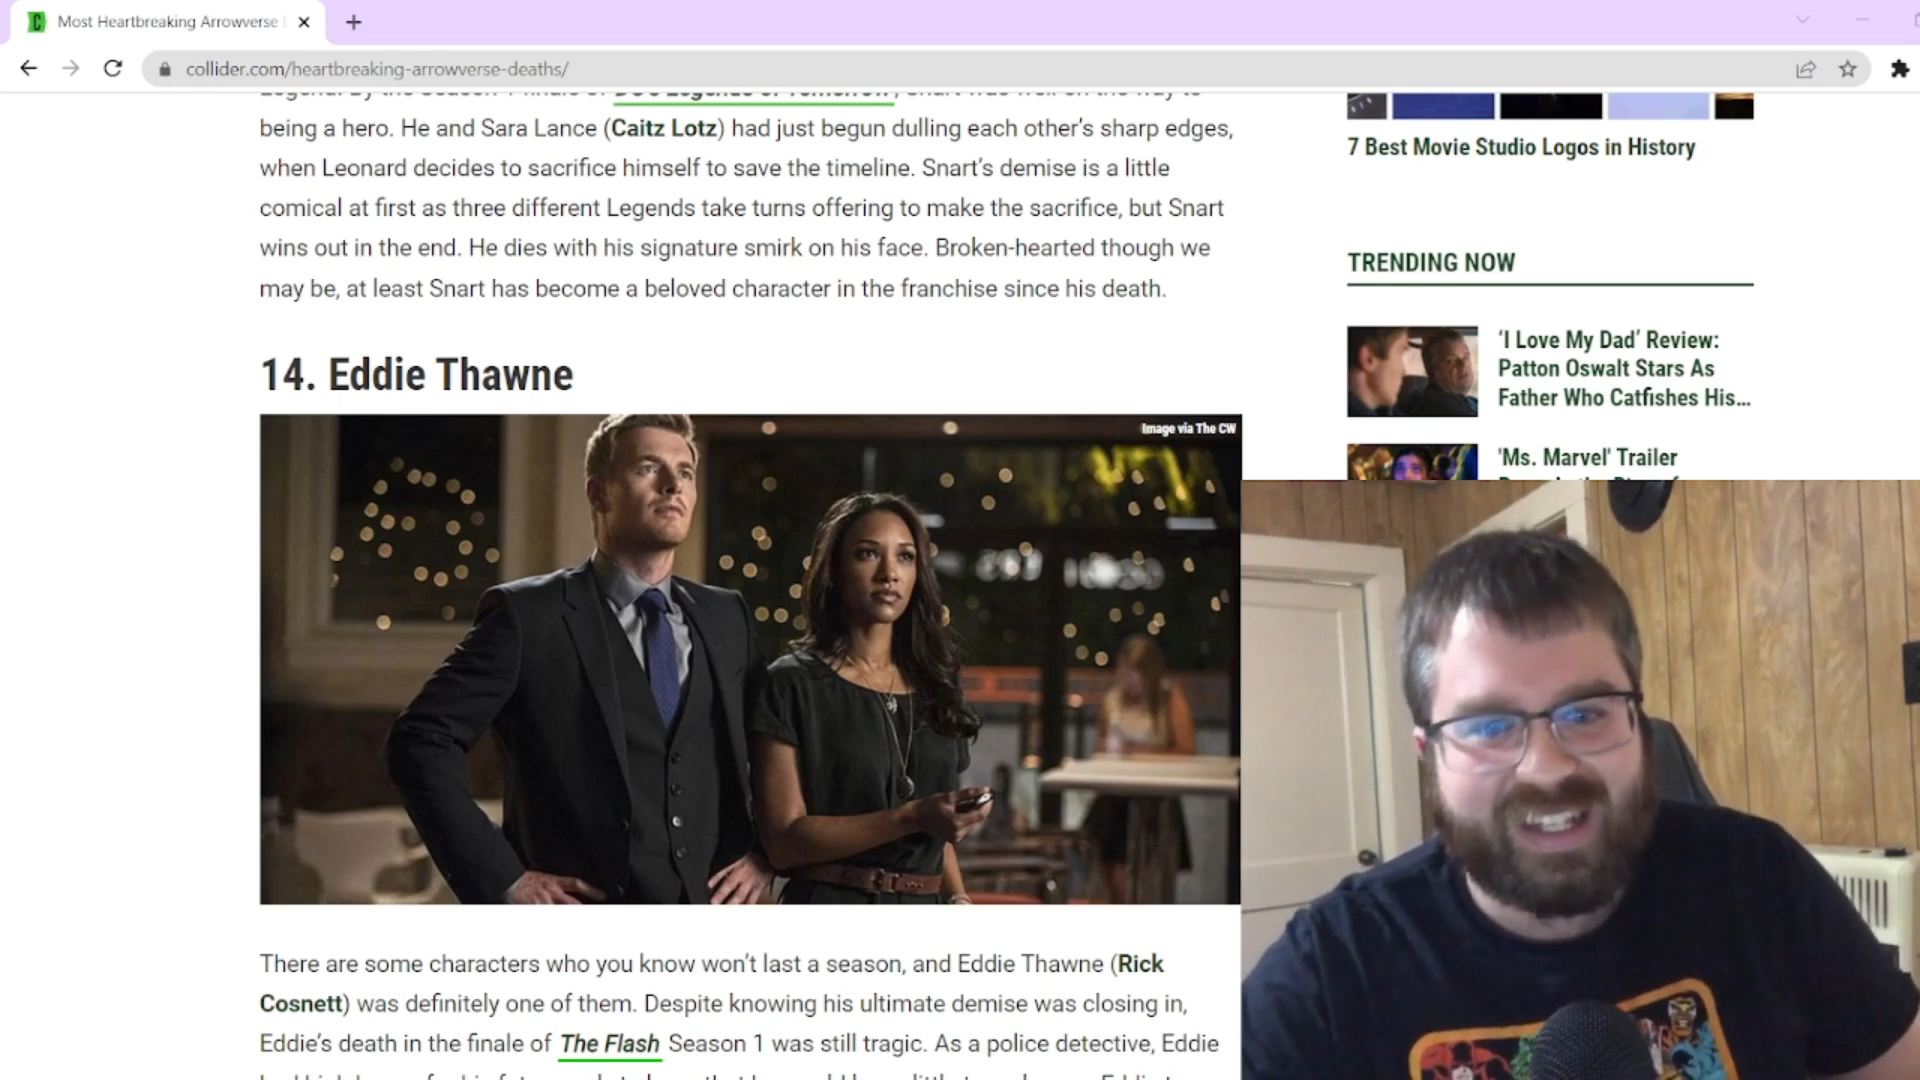 Most Heartbreaking Arrowverse
collider.com/heartbreaking-arrowverse-deaths/
being a hero. He and Sara Lance (Caitz Lotz) had just begun dulling each other's sharp edges,
when Leonard decides to sacrifice himself to save the timeline. Snart's demise is a little
comical at first as three different Legends take turns offering to make the sacrifice, but Snart
wins out in the end. He dies with his signature smirk on his face. Broken-hearted though we
may be, at least Snart has become a beloved character in the franchise since his death.
14. Eddie Thawne
Image via The CW
There are some characters who you know won't last a season, and Eddie Thawne (Rick
Cosnett) was definitely one of them. Despite knowing his ultimate demise was closing in,
Eddie's death in the finale of The Flash Season 1 was still tragic. As a police detective, Eddie
7 Best Movie Studio Logos in History
TRENDING NOW
‘I Love My Dad’ Review:
Patton Oswalt Stars As
Father Who Catfishes His...
'Ms. Marvel' Trailer